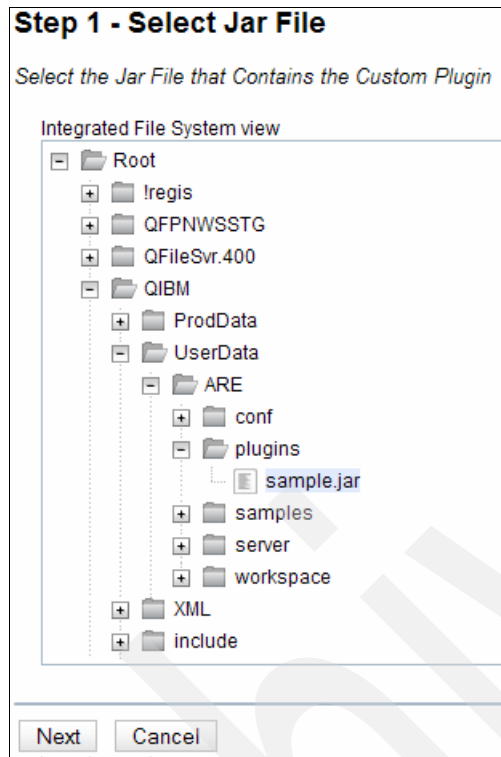 Step 1 - Select Jar File
Select the Jar File that Contains the Custom Plugin
Integrated File System view
Root
!regis
QFPNWSSTG
QFileSvr.400
QIBM
ProdData
UserData
ARE
conf
plugins
sample.jar
samples
server
workspace
XML
include
Next Cancel